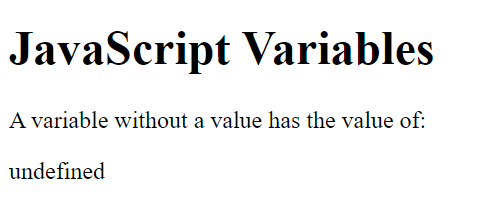 JavaScript Variables
A variable without a value has the value of:
undefined